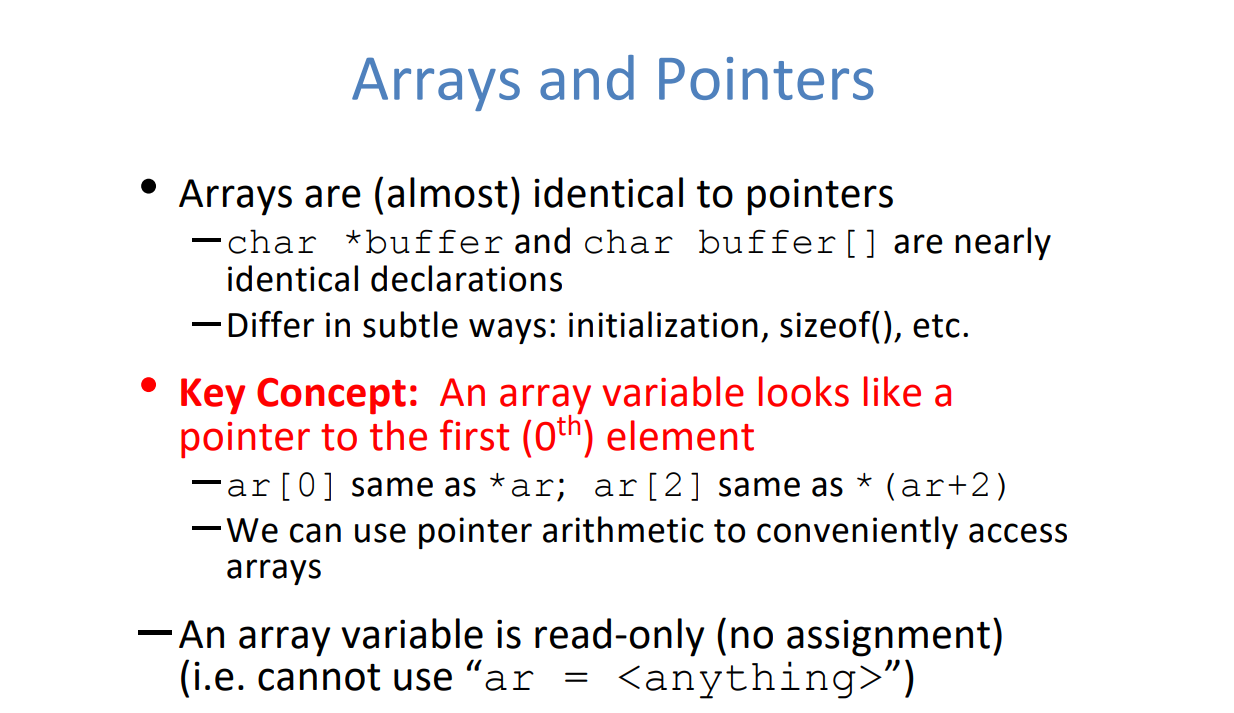 Arrays and Pointers
• Arrays are (almost) identical to pointers
—char *buffer and char buffer[] are nearly
identical declarations
—Differ in subtle ways: initialization, sizeof(), etc.
• Key Concept: An array variable looks like a
pointer to the first (0th) element
—ar[0] same as *ar; ar[2] same as *(ar+2)
—We can use pointer arithmetic to conveniently access
arrays
—An array variable is read-only (no assignment)
(i.e. cannot use “ar = <anything>”)